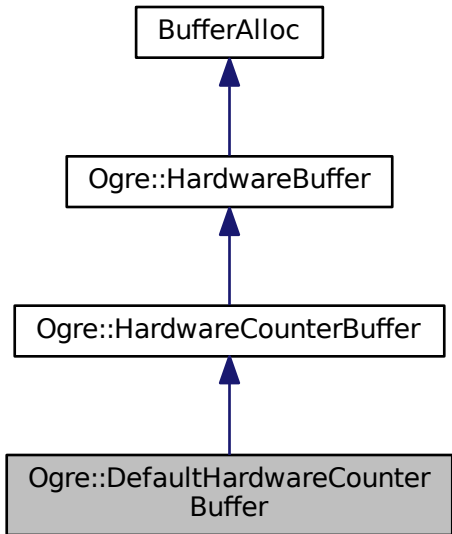 BufferAlloc
Ogre::HardwareBuffer
Ogre::HardwareCounterBuffer
Ogre::DefaultHardwareCounter
Buffer